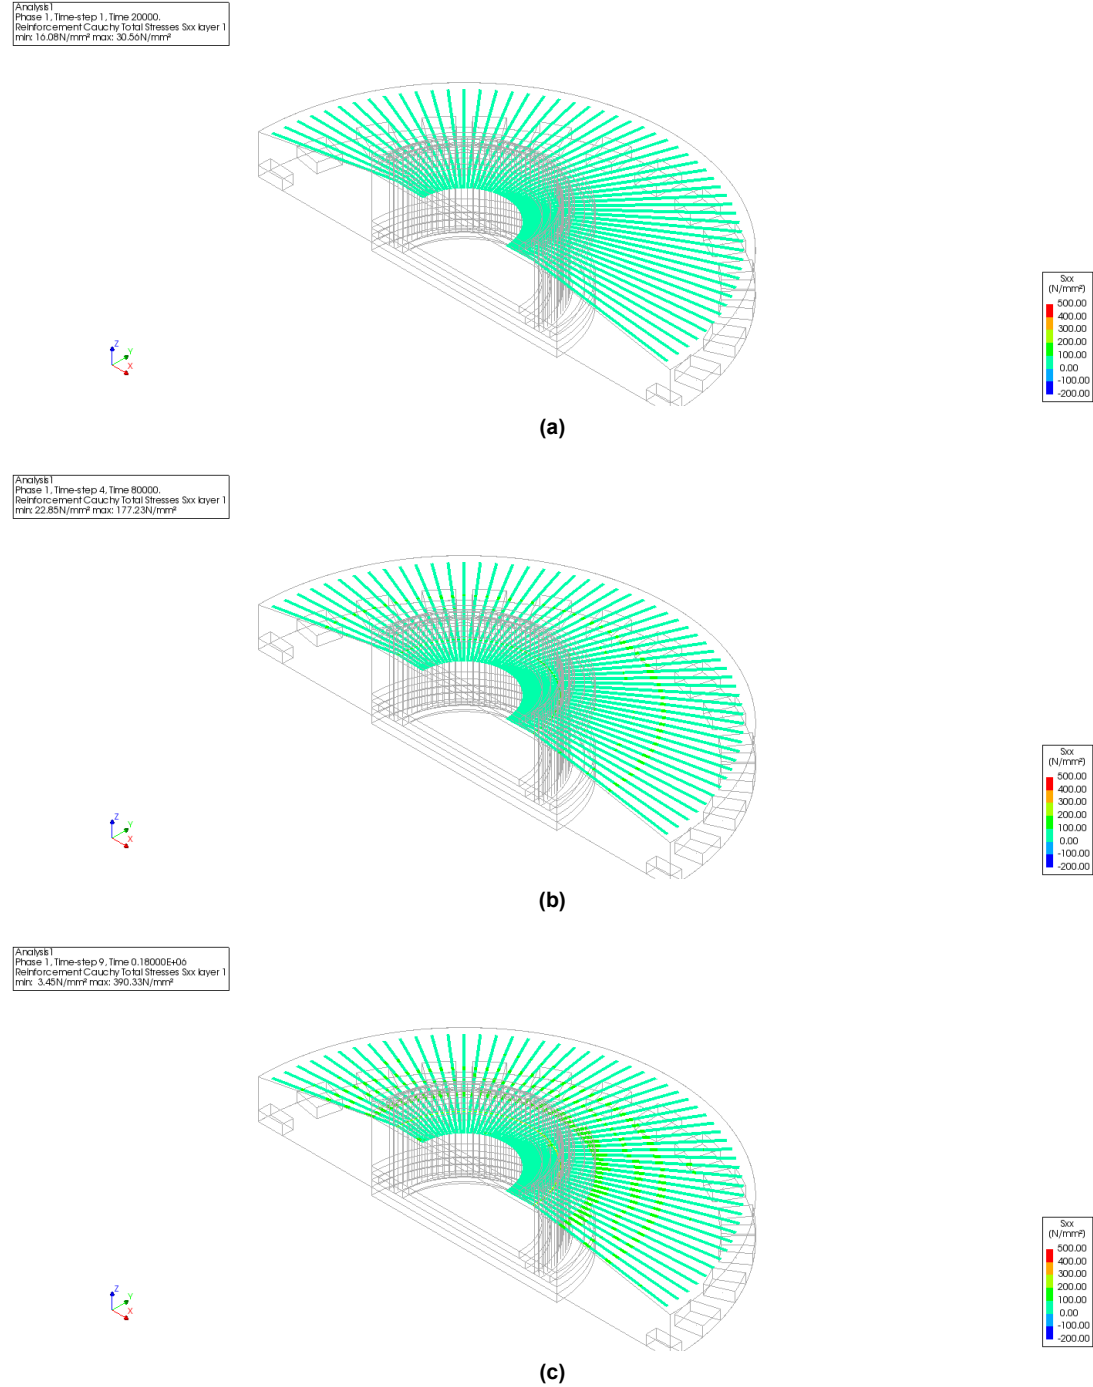 Analysis1
Phase 1, Time-step 1, Time 20000.
Reinforcement Cauchy Total Stresses Sxx layer 1
min: 16.08N/mm² max: 30.56N/mm²
Sxx
(N/mm²)
500.00
400.00
300.00
200.00
100.00
0.00
-100.00
-200.00
Z
Y
X
(a)
Analysis1
Phase 1, Time-step 4, Time 80000.
Reinforcement Cauchy Total Stresses Sxx layer 1
min: 22.85N/mm² max: 177.23N/mm²
Sxx
(N/mm²)
500.00
400.00
300.00
200.00
100.00
0.00
-100.00
-200.00
Z
Y
X
(b)
Analysis1
Phase 1, Time-step 9, Time 0.18000E+06
Reinforcement Cauchy Total Stresses Sxx layer 1
min: 3.45N/mm² max: 390.33N/mm²
Sxx
(N/mm²)
500.00
400.00
300.00
200.00
100.00
0.00
-100.00
-200.00
Z
Y
X
(c)